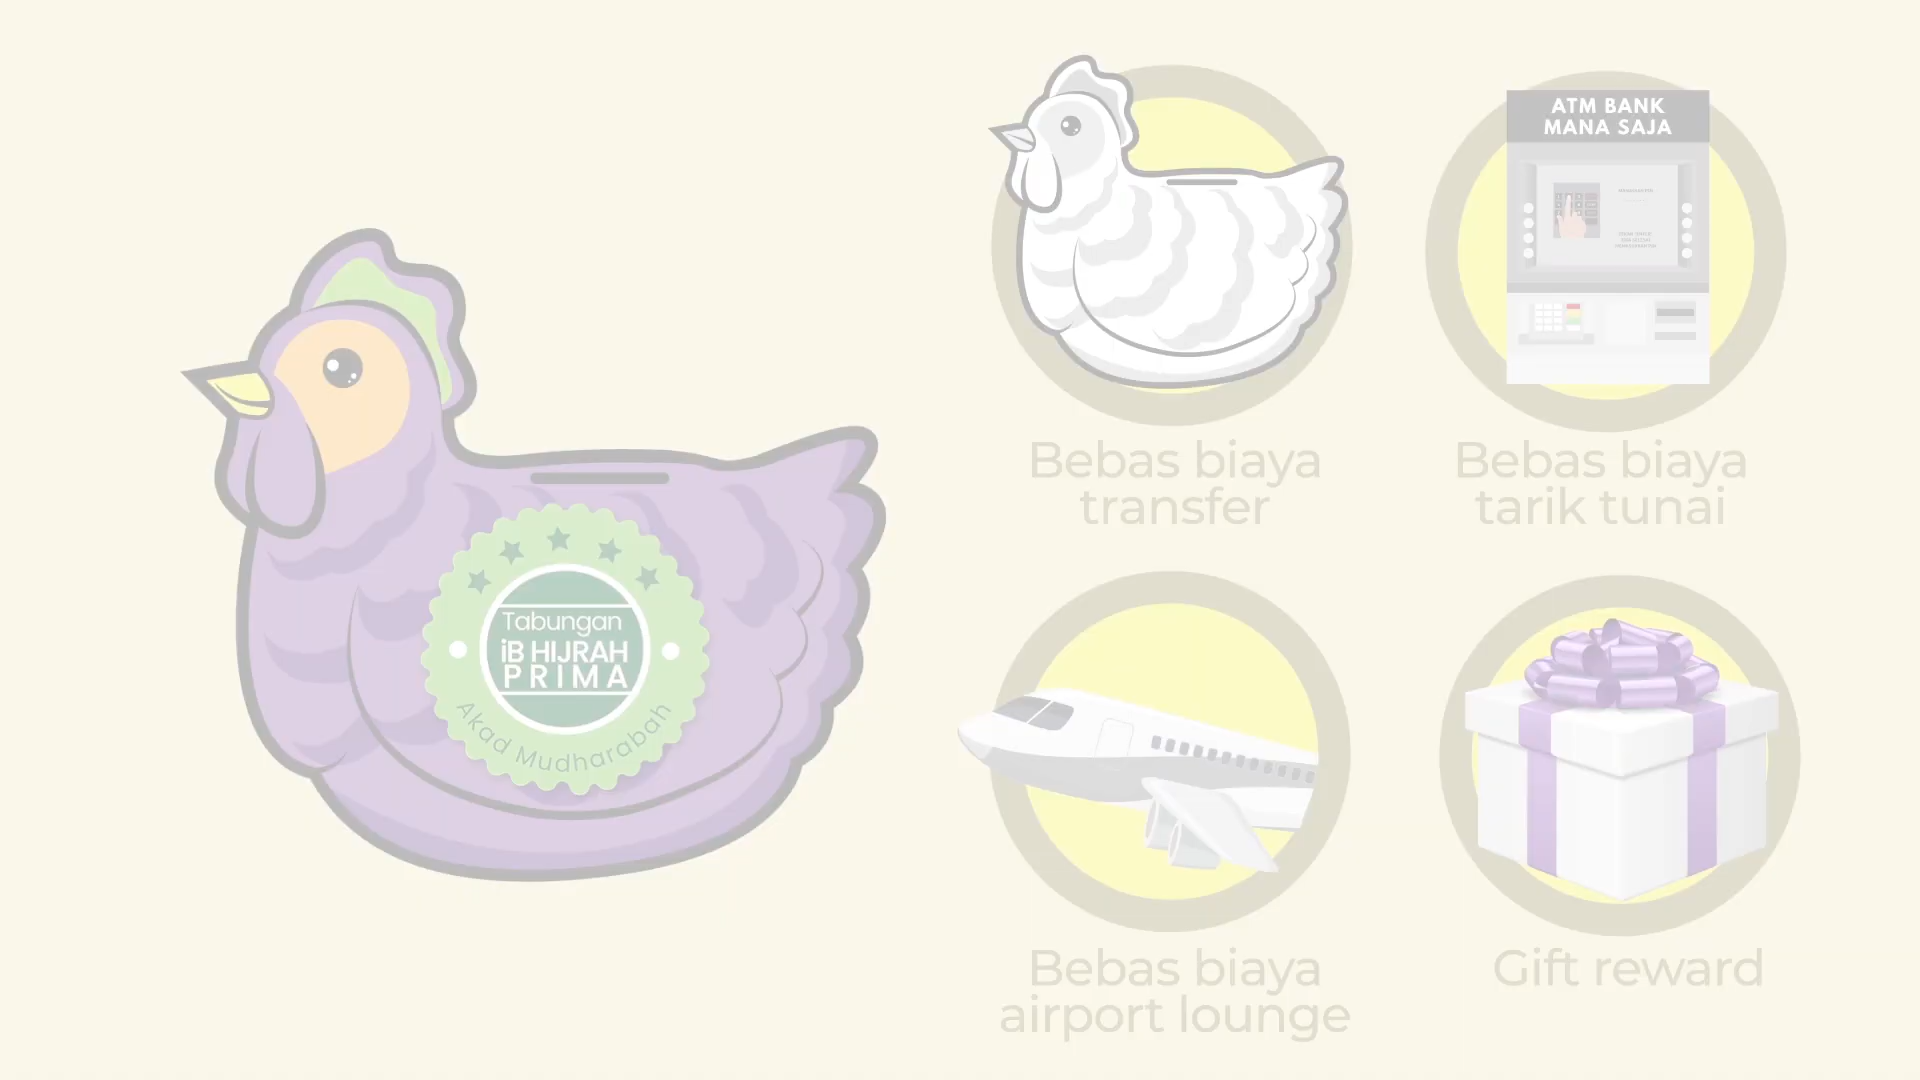 Tabungan
iB HIJRAH
PRIMA
Akad Mudharabah
Bebas biaya
transfer
ATM BANK
MANA SAJA
Bebas biaya
tarik tunai
Bebas biaya
airport lounge
Gift reward